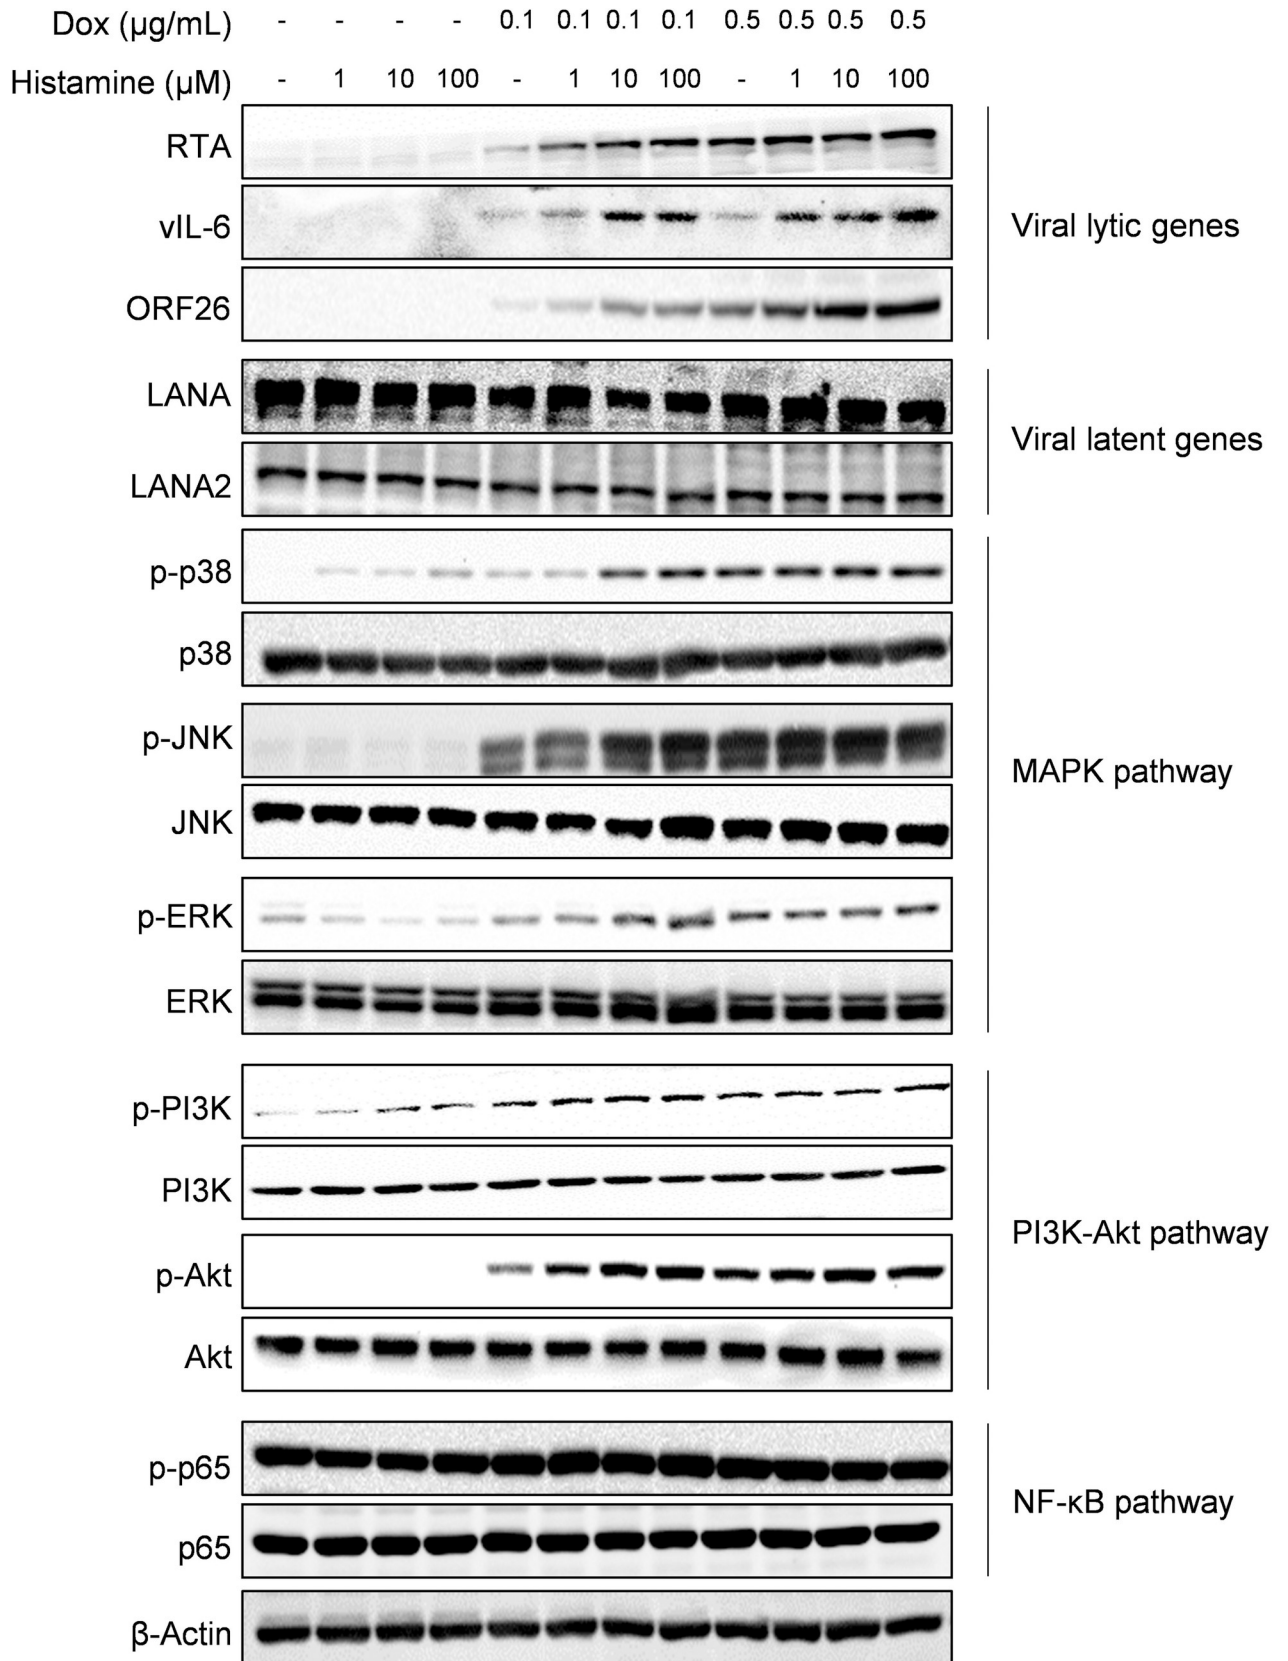 Dox (µg/mL) - - - - 0.1 0.1 0.1 0.1 0.5 0.5 0.5 0.5
Histamine (µM) - 1 10 100 - 1 10 100 - 1 10 100
RTA
vIL-6
Viral lytic genes
ORF26
LANA
Viral latent genes
LANA2
p-p38
p38
p-JNK
MAPK pathway
JNK
p-ERK
ERK
p-PI3K
PI3K
PI3K-Akt pathway
p-Akt
Akt
p-p65
NF-κB pathway
p65
β-Actin